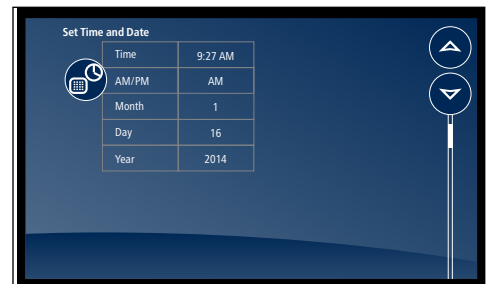 Set Time and Date
Time 9:27 AM
AM/PM AM
Month 1
Day 16
Year 2014